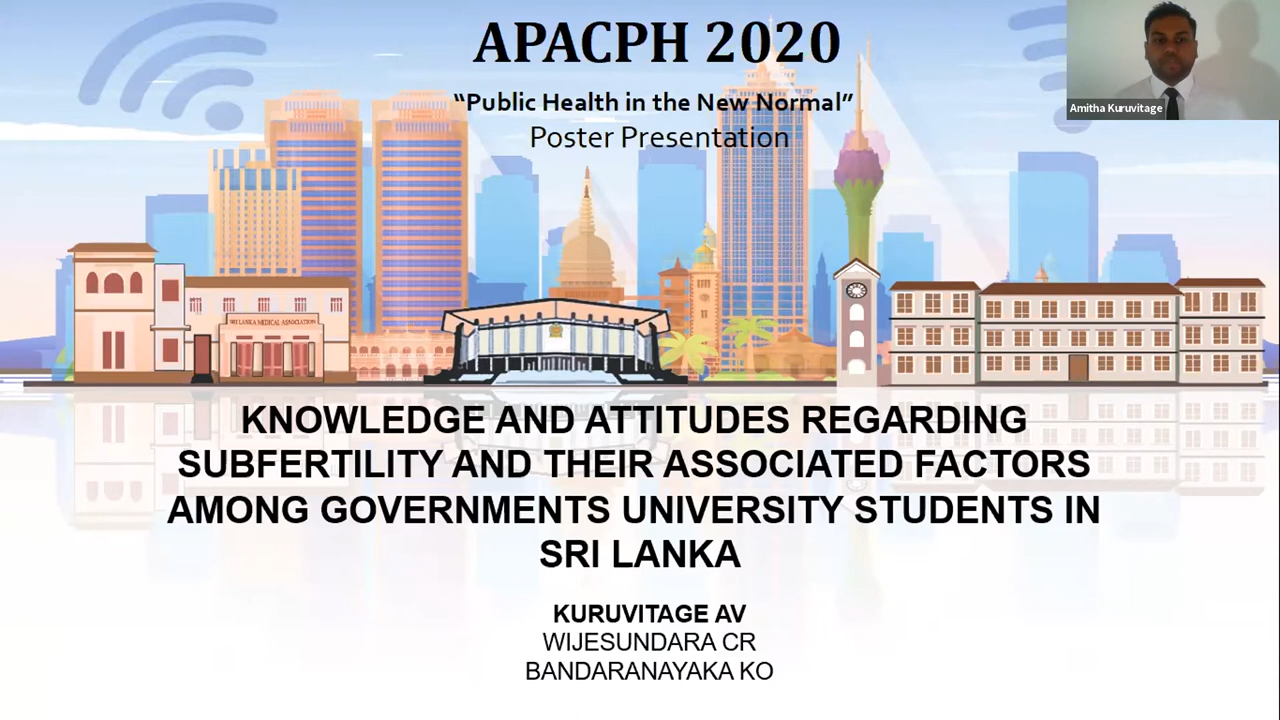 APACPH 2020
“Public Health in the New Normal”
Poster Presentation
Amitha Kuruvitage
SRI LANKA MEDICAL ASSOCIATION
KNOWLEDGE AND ATTITUDES REGARDING
SUBFERTILITY AND THEIR ASSOCIATED FACTORS
AMONG GOVERNMENTS UNIVERSITY STUDENTS IN
SRI LANKA
KURUVITAGE AV
WIJESUNDARA CR
BANDARANAYAKA KO